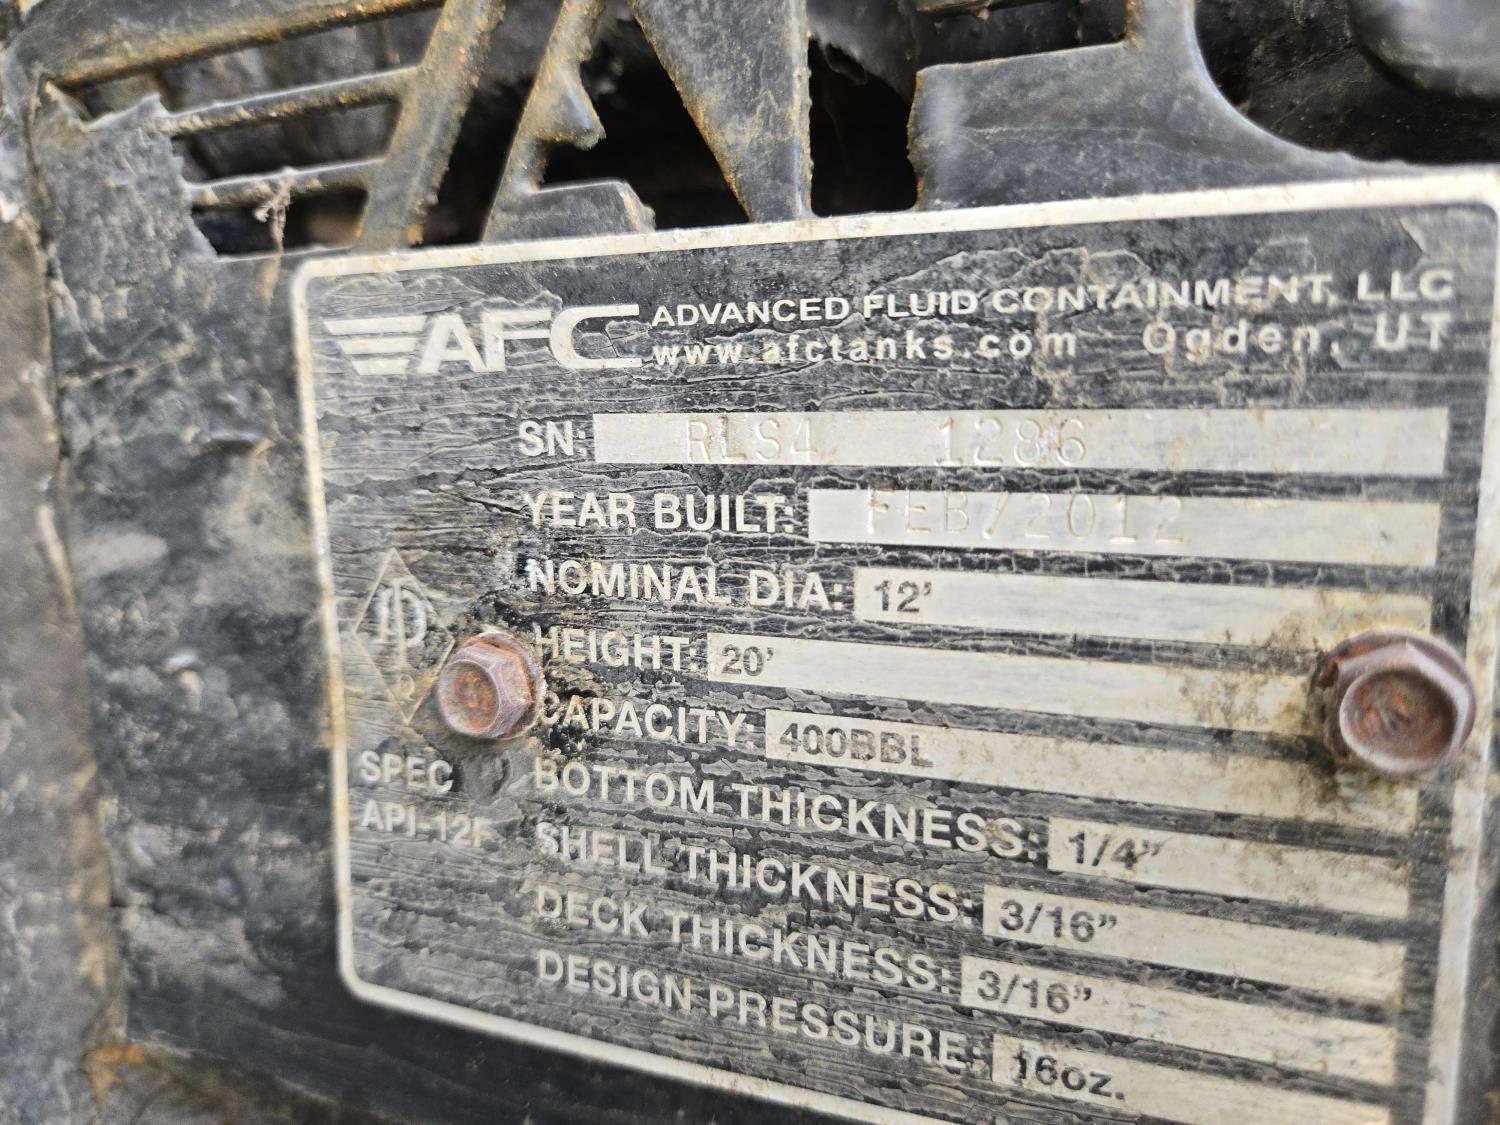 AFC ADVANCED FLUID CONTAINMENT, LLC
www.afctanks.com Ogden, UT
SN: RLS4 1286
YEAR BUILT: FEB/2012
NOMINAL DIA: 12'
HEIGHT: 20'
CAPACITY: 400BBL
BOTTOM THICKNESS: 1/4”
SHELL THICKNESS: 3/16”
DECK THICKNESS: 3/16”
DESIGN PRESSURE: 16oz.
SPEC
API-12F